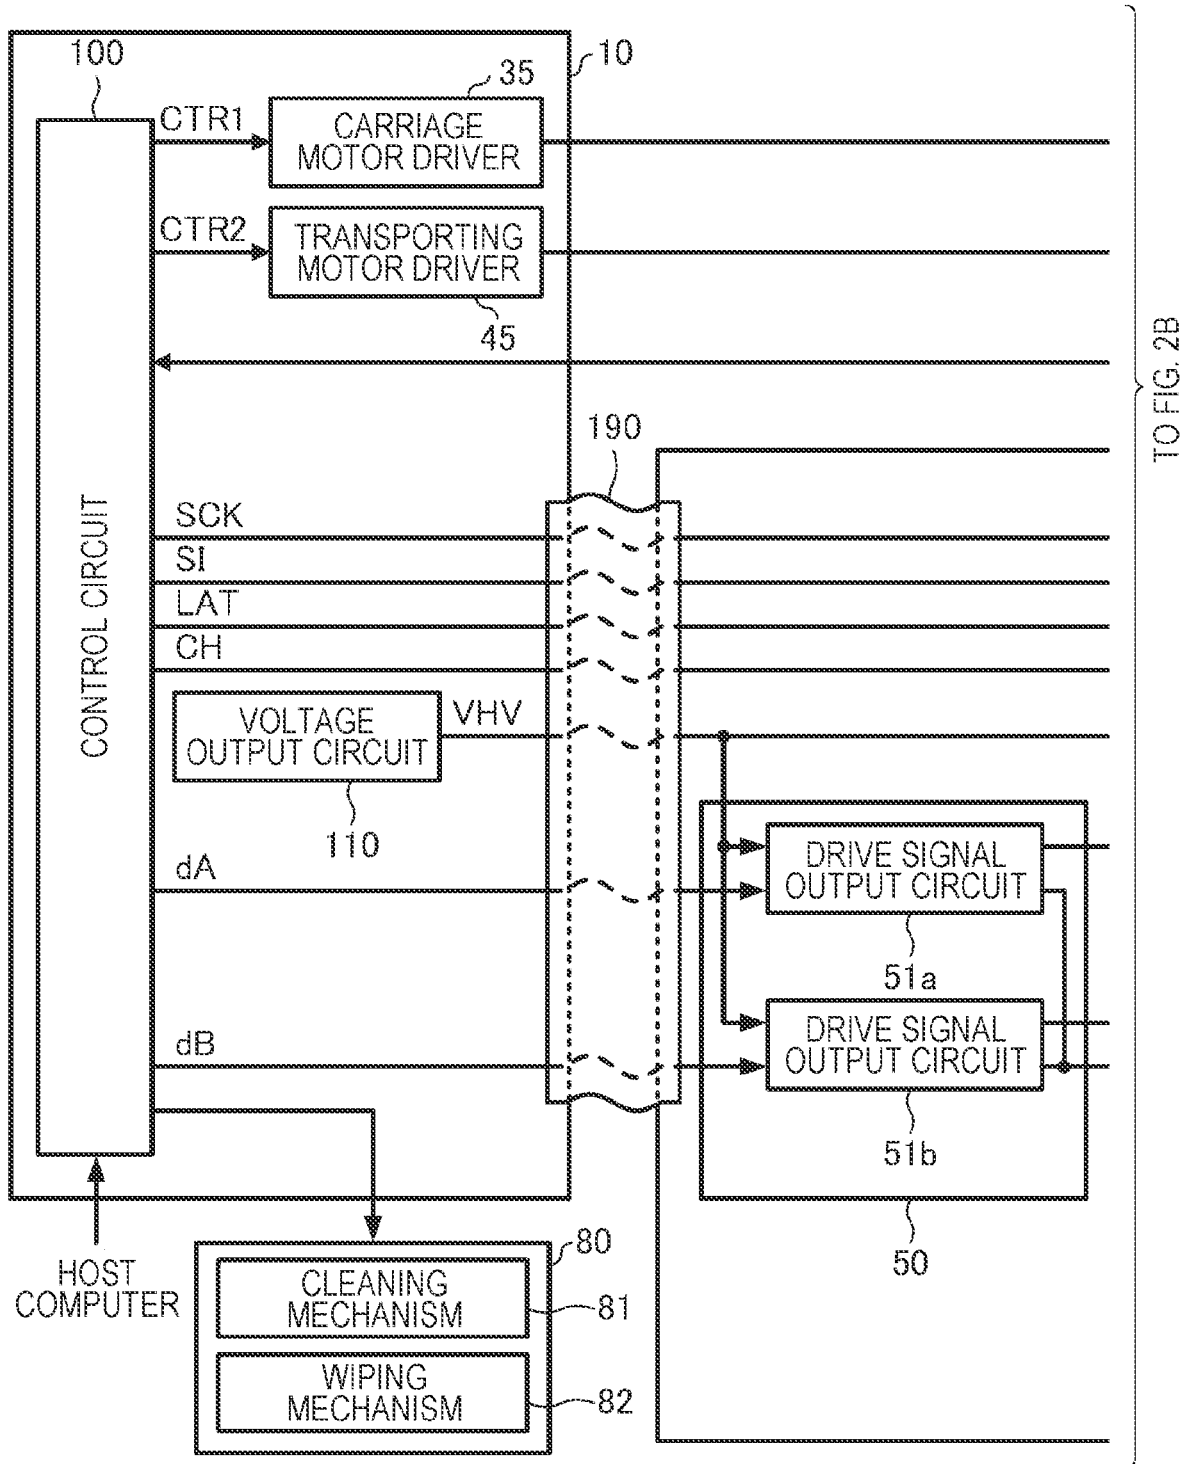 100
10
35
CTR1
CARRIAGE
MOTOR DRIVER
CTR2
TRANSPORTING
MOTOR DRIVER
45
TO FIG. 2B
190
CONTROL CIRCUIT
SCK
SI
LAT
CH
VOLTAGE
OUTPUT CIRCUIT
VHV
110
dA
DRIVE SIGNAL
OUTPUT CIRCUIT
51a
dB
DRIVE SIGNAL
OUTPUT CIRCUIT
51b
50
HOST
COMPUTER
80
CLEANING
MECHANISM
81
WIPING
MECHANISM
82